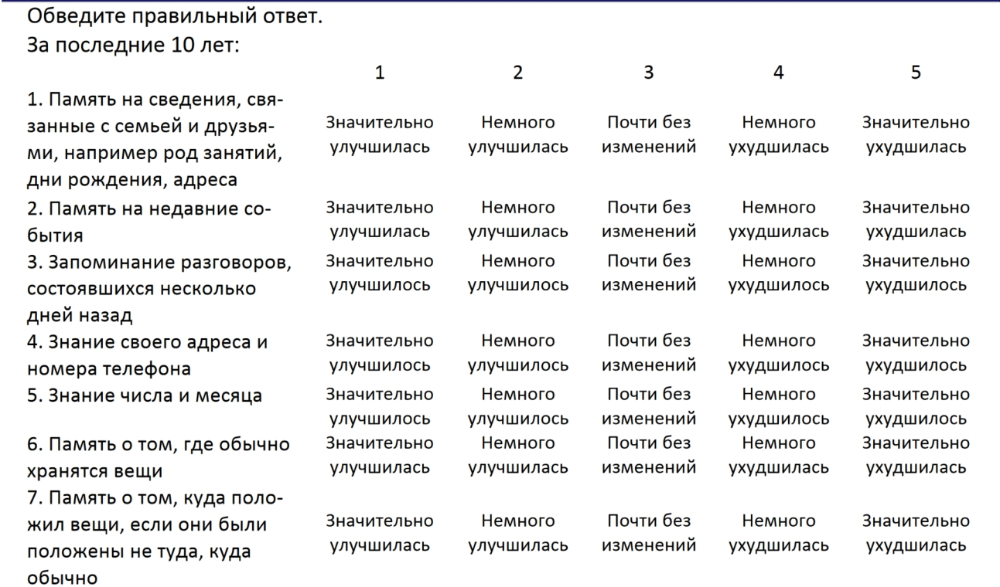 Обведите правильный ответ.
За последние 10 лет:
1 2 3 4 5
1. Память на сведения, свя-
занные с семьей и друзья-
ми, например род занятий,
дни рождения, адреса
Значительно Немного Почти без Немного Значительно
улучшилась улучшилась изменений ухудшилась ухудшилась
2. Память на недавние со-
бытия
Значительно Немного Почти без Немного Значительно
улучшилась улучшилась изменений ухудшилась ухудшилась
3. Запоминание разговоров,
состоявшихся несколько
дней назад
Значительно Немного Почти без Немного Значительно
улучшилось улучшилось изменений ухудшилось ухудшилось
4. Знание своего адреса и
номера телефона
Значительно Немного Почти без Немного Значительно
улучшилось улучшилось изменений ухудшилось ухудшилось
5. Знание числа и месяца
Значительно Немного Почти без Немного Значительно
улучшилось улучшилось изменений ухудшилось ухудшилось
6. Память о том, где обычно
хранятся вещи
Значительно Немного Почти без Немного Значительно
улучшилась улучшилась изменений ухудшилась ухудшилась
7. Память о том, куда поло-
жил вещи, если они были
положены не туда, куда
обычно
Значительно Немного Почти без Немного Значительно
улучшилась улучшилась изменений ухудшилась ухудшилась